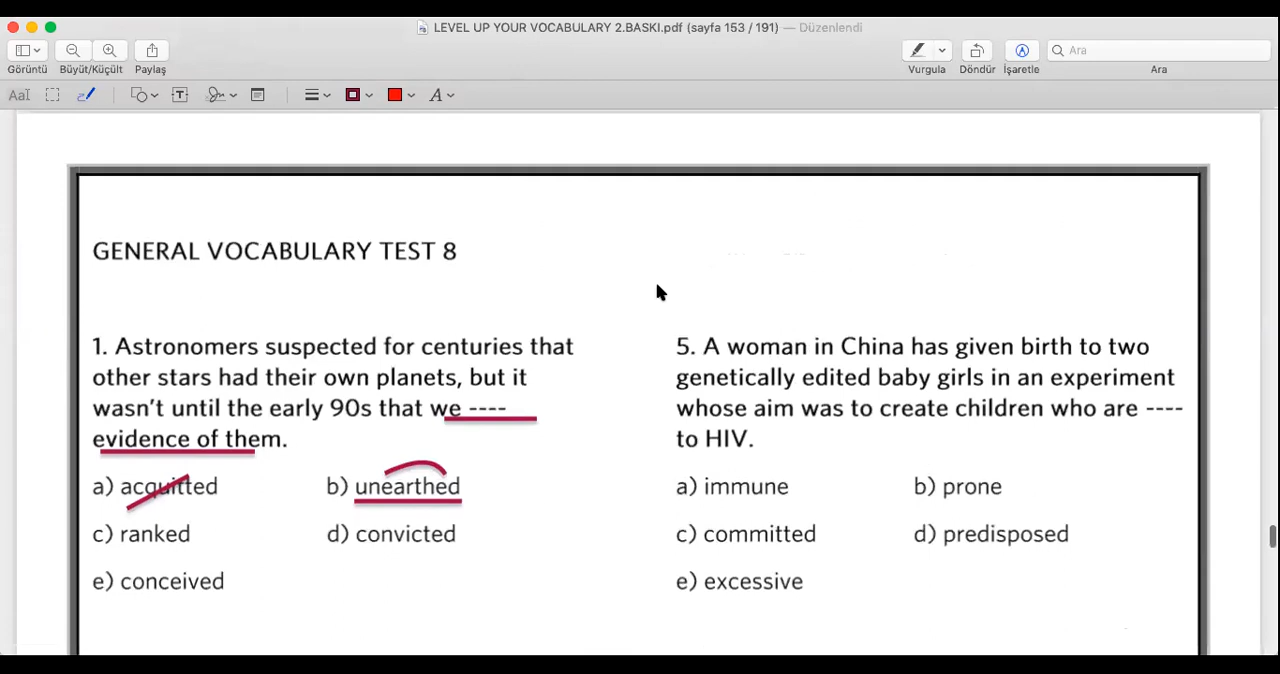 LEVEL UP YOUR VOCABULARY 2.BASKI.pdf (sayfa 153 / 191) — Düzenlendi
Görüntü
Büyüt/Küçült
Paylaş
Vurgula
Döndür
İşaretle
Ara
Ara
AaI
A
GENERAL VOCABULARY TEST 8
1. Astronomers suspected for centuries that
other stars had their own planets, but it
wasn't until the early 90s that we ----
evidence of them.
a) acquitted
b) unearthed
c) ranked
d) convicted
e) conceived
5. A woman in China has given birth to two
genetically edited baby girls in an experiment
whose aim was to create children who are ----
to HIV.
a) immune
b) prone
c) committed
d) predisposed
e) excessive